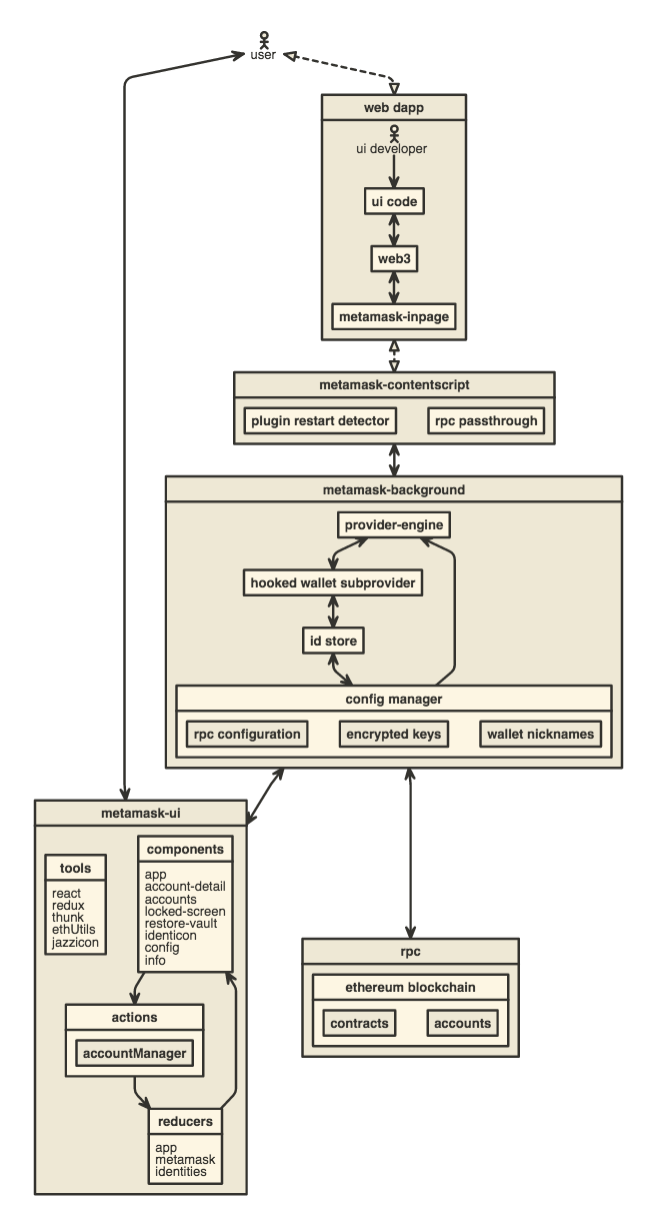 user
web dapp
ui developer
ui code
web3
metamask-inpage
metamask-contentscript
plugin restart detector
rpc passthrough
metamask-background
provider-engine
hooked wallet subprovider
id store
config manager
rpc configuration
encrypted keys
wallet nicknames
metamask-ui
tools
react
redux
thunk
ethUtils
jazzicon
components
app
account-detail
accounts
locked-screen
restore-vault
identicon
config
info
actions
accountManager
reducers
app
metamask
identities
rpc
ethereum blockchain
contracts
accounts